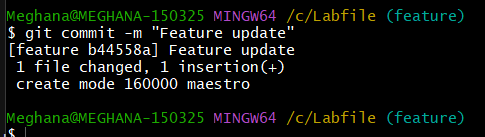 Meghana@MEGHANA-150325 MINGW64 /c/Labfile (feature)
$ git commit -m "Feature update"
[feature b44558a] Feature update
 1 file changed, 1 insertion(+)
 create mode 160000 maestro

Meghana@MEGHANA-150325 MINGW64 /c/Labfile (feature)
$